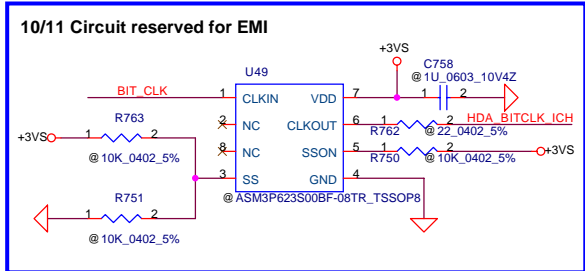 10/11 Circuit reserved for EMI
+3VS
C758
@1U_0603_10V4Z
1 2
U49
BIT_CLK
1 CLKIN VDD 7
2 NC CLKOUT 6
8 NC SSON 5
3 SS GND 4
@ASM3P623S00BF-08TR_TSSOP8
HDA_BITCLK_ICH
1 2
R762 @22_0402_5%
1 2
R750 @10K_0402_5%
+3VS
R763
+3VS 1 2
@10K_0402_5%
R751
1 2
@10K_0402_5%